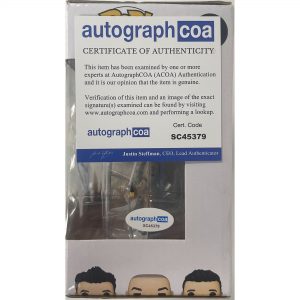 autographcoa
CERTIFICATE OF AUTHENTICITY
This item has been examined by one or more
experts at AutographCOA (ACOA) Authentication
and it is our opinion that the item is genuine.
Verification of this item and an image of the exact
signature(s) examined can be found by visiting
www.autographcoa.com and performing a lookup.
autographcoa
Cert. Code
SC45379
Justin Steffman, CEO, Lead Authenticator
autographcoa
SC45379